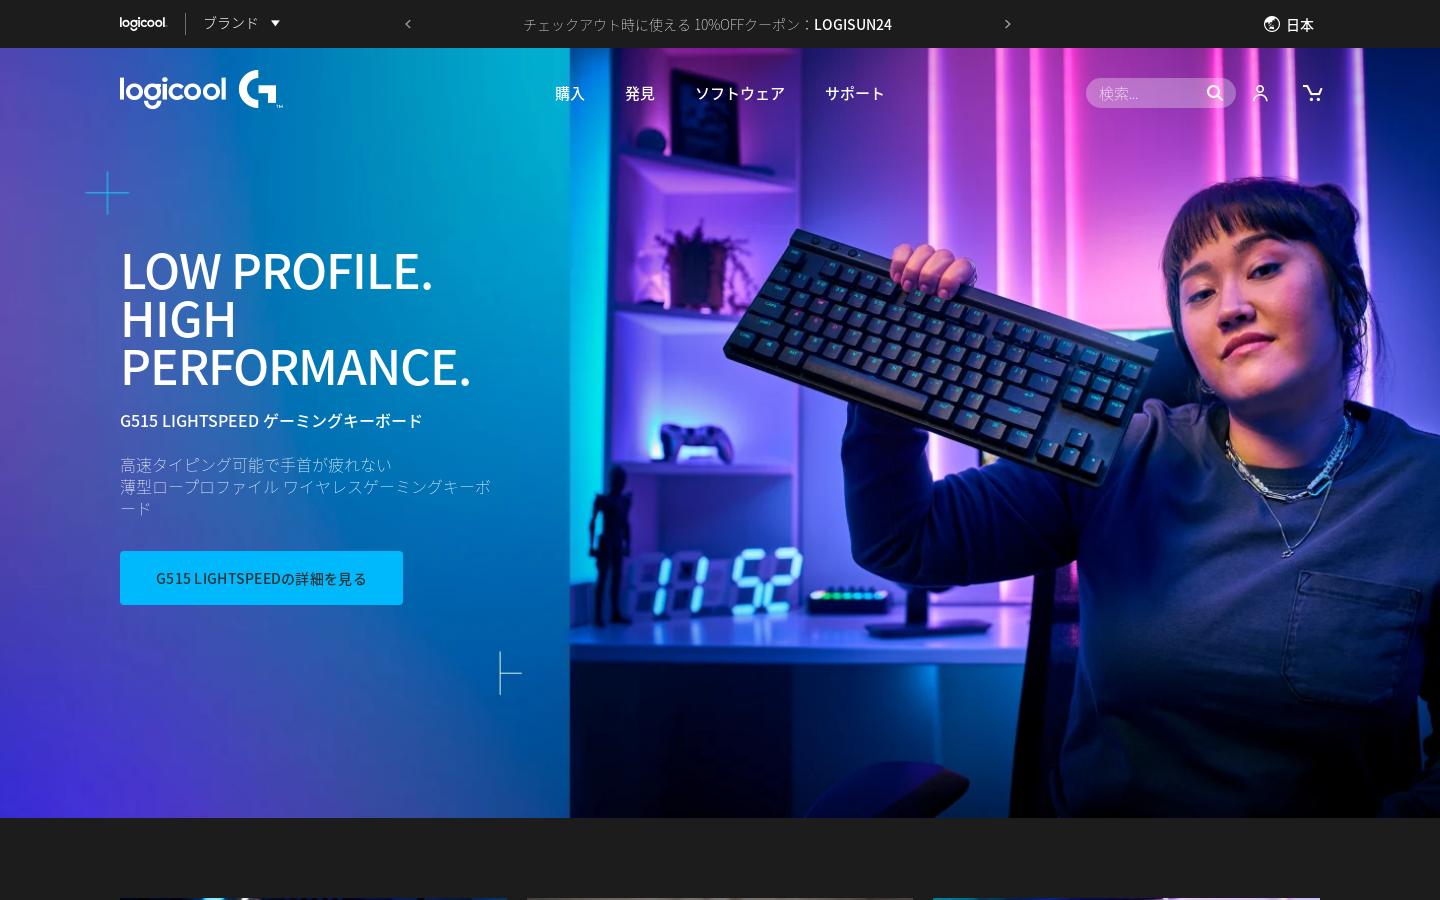 logicool
ブランド
チェックアウト時に使える 10%OFFクーポン：LOGISUN24
日本
logicool G™
購入
発見
ソフトウェア
サポート
検索...
LOW PROFILE.
HIGH
PERFORMANCE.
G515 LIGHTSPEED ゲーミングキーボード
高速タイピング可能で手首が疲れない
薄型ロープロファイル ワイヤレスゲーミングキーボ
ード
G515 LIGHTSPEEDの詳細を見る
11 52